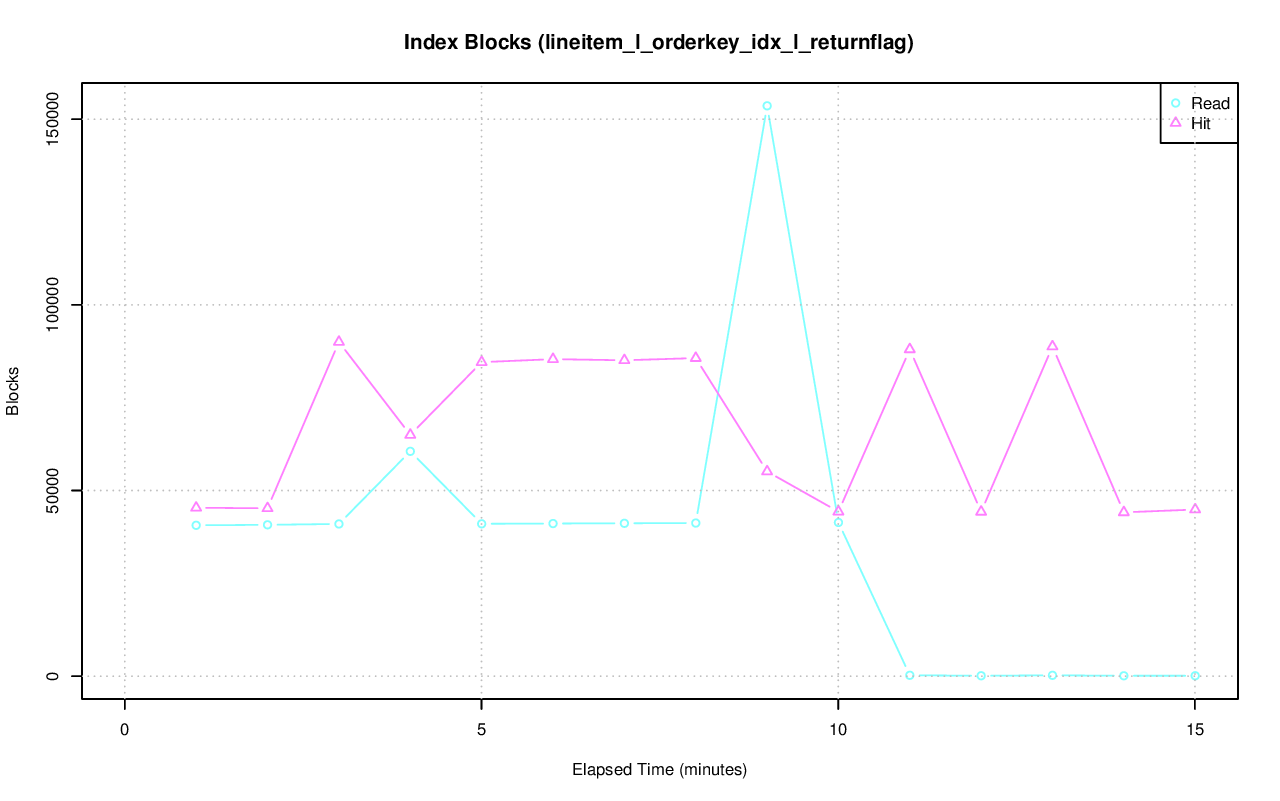 Index Blocks (lineitem_l_orderkey_idx_l_returnflag)
Read
Hit
150000
100000
50000
0
Blocks
0 5 10 15
Elapsed Time (minutes)